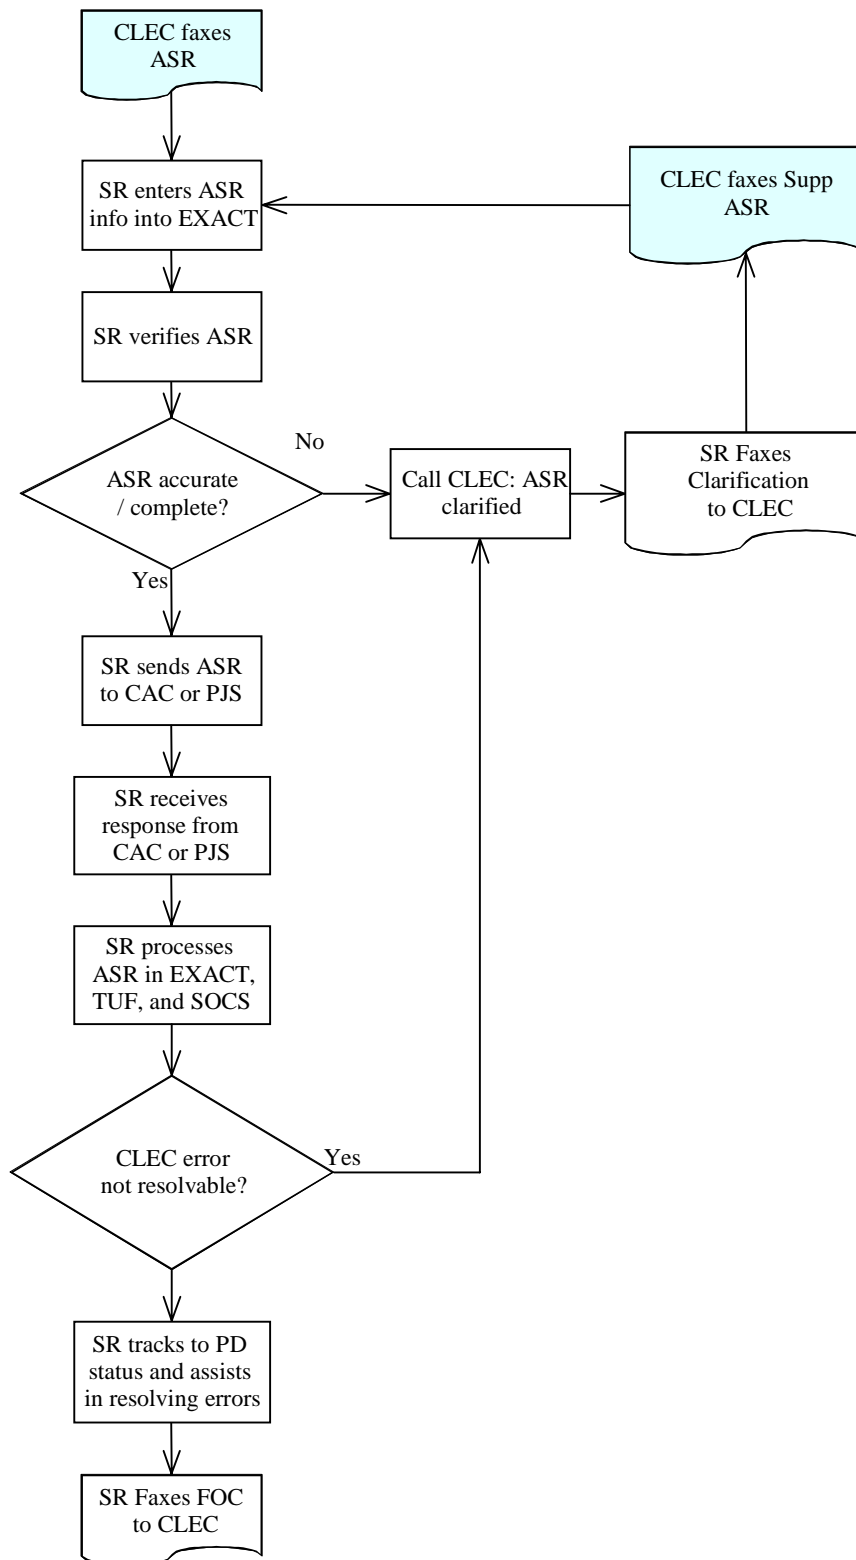 CLEC faxes
ASR
SR enters ASR
info into EXACT
CLEC faxes Supp
ASR
SR verifies ASR
No
ASR accurate
/ complete?
Call CLEC: ASR
clarified
SR Faxes
Clarification
to CLEC
Yes
SR sends ASR
to CAC or PJS
SR receives
response from
CAC or PJS
SR processes
ASR in EXACT,
TUF, and SOCS
CLEC error
not resolvable?
Yes
SR tracks to PD
status and assists
in resolving errors
SR Faxes FOC
to CLEC